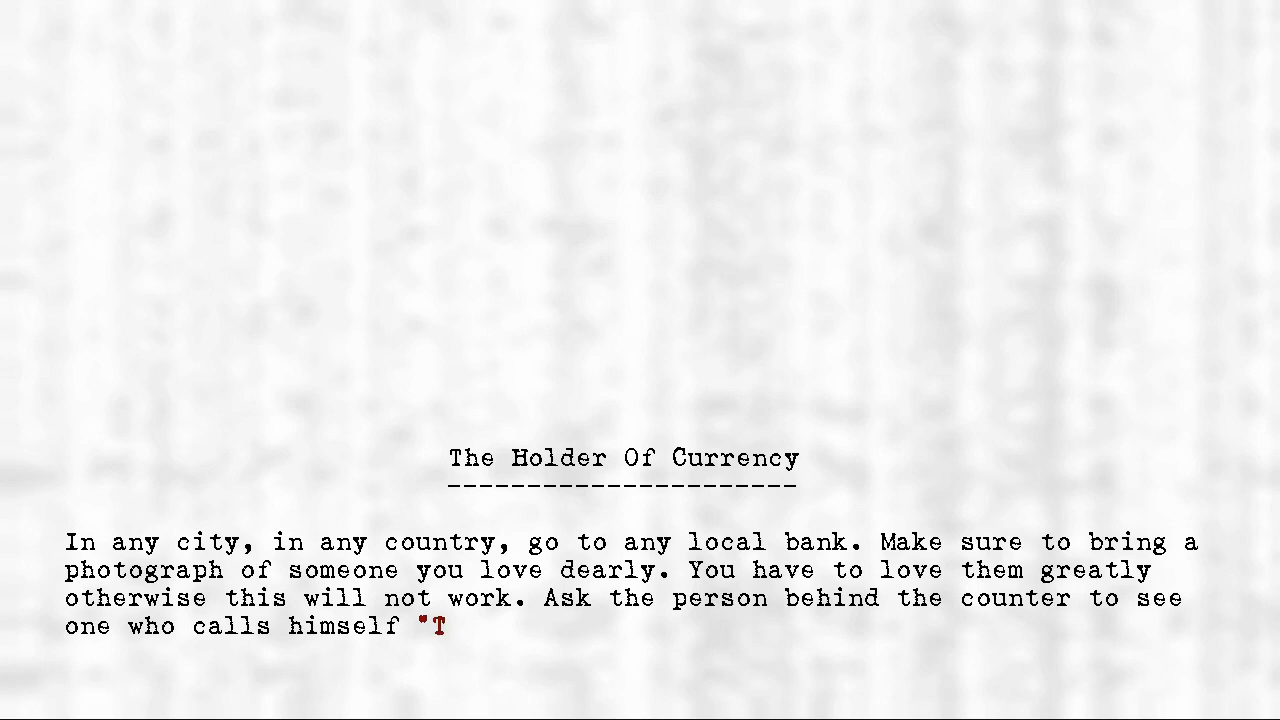 The Holder Of Currency
----------------------
In any city, in any country, go to any local bank. Make sure to bring a
photograph of someone you love dearly. You have to love them greatly
otherwise this will not work. Ask the person behind the counter to see
one who calls himself "T